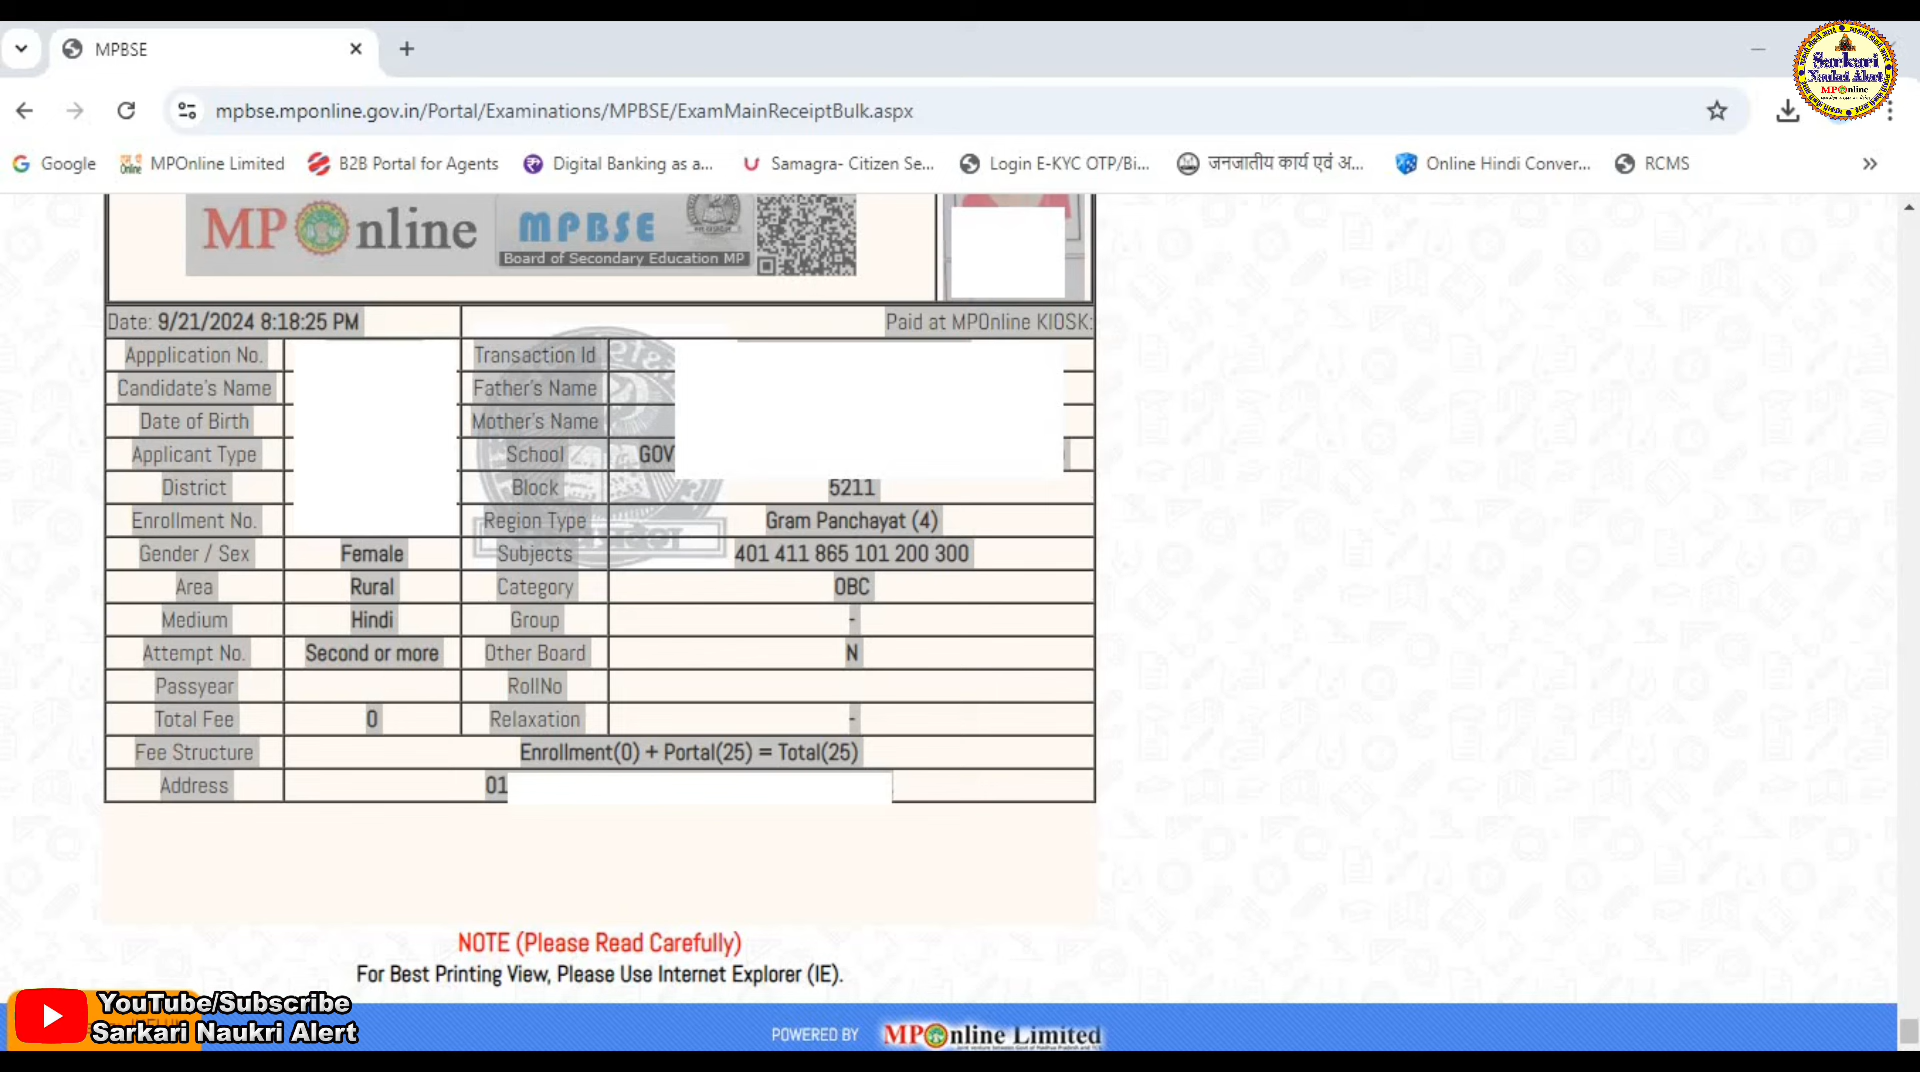 MPBSE
Sarkari
Naukri Alert
MPOnline
mpbse.mponline.gov.in/Portal/Examinations/MPBSE/ExamMainReceiptBulk.aspx
Google MPOnline Limited B2B Portal for Agents Digital Banking as a... Samagra- Citizen Se... Login E-KYC OTP/Bi... जनजातीय कार्य एवं अ... Online Hindi Conver... RCMS
MPOnline MPBSE
Board of Secondary Education MP
Date: 9/21/2024 8:18:25 PM Paid at MPOnline KIOSK:
Appplication No. Transaction Id
Candidate's Name Father's Name
Date of Birth Mother's Name
Applicant Type School GOV
District Block 5211
Enrollment No. Region Type Gram Panchayat (4)
Gender / Sex Female Subjects 401 411 865 101 200 300
Area Rural Category OBC
Medium Hindi Group -
Attempt No. Second or more Other Board N
Passyear RollNo
Total Fee 0 Relaxation -
Fee Structure Enrollment(0) + Portal(25) = Total(25)
Address 01
NOTE (Please Read Carefully)
For Best Printing View, Please Use Internet Explorer (IE).
YouTube/Subscribe
Sarkari Naukri Alert
POWERED BY MPOnline Limited